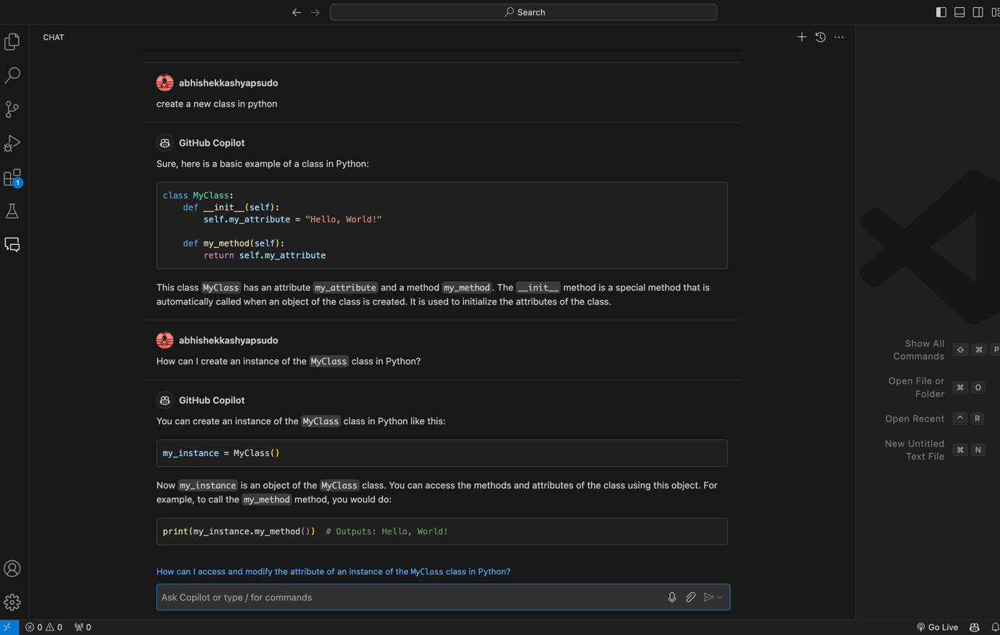 Search
CHAT
abhishekkashyapsudo
create a new class in python
GitHub Copilot
Sure, here is a basic example of a class in Python:
class MyClass:
    def __init__(self):
        self.my_attribute = "Hello, World!"
    def my_method(self):
        return self.my_attribute
This class MyClass has an attribute my_attribute and a method my_method. The __init__ method is a special method that is
automatically called when an object of the class is created. It is used to initialize the attributes of the class.
abhishekkashyapsudo
How can I create an instance of the MyClass class in Python?
GitHub Copilot
You can create an instance of the MyClass class in Python like this:
my_instance = MyClass()
Now my_instance is an object of the MyClass class. You can access the methods and attributes of the class using this object. For
example, to call the my_method method, you would do:
print(my_instance.my_method())  # Outputs: Hello, World!
How can I access and modify the attribute of an instance of the MyClass class in Python?
Ask Copilot or type / for commands
1
Show All
Commands ⇧ ⌘ P
Open File or
Folder ⌘ O
Open Recent ^ R
New Untitled
Text File ⌘ N
0 0 0
Go Live